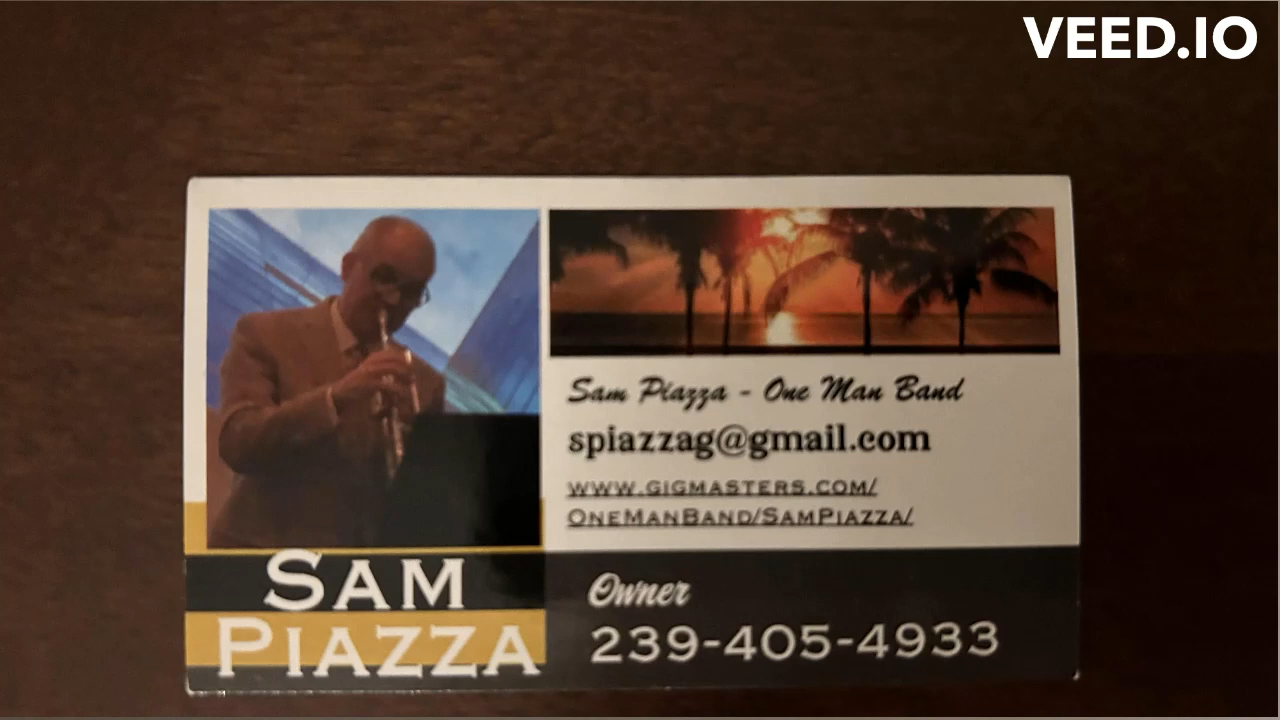 VEED.IO
Sam Piazza - One Man Band
spiazzag@gmail.com
WWW.GIGMASTERS.COM/
ONEMANBAND/SAMPIAZZA/
SAM
PIAZZA
Owner
239-405-4933